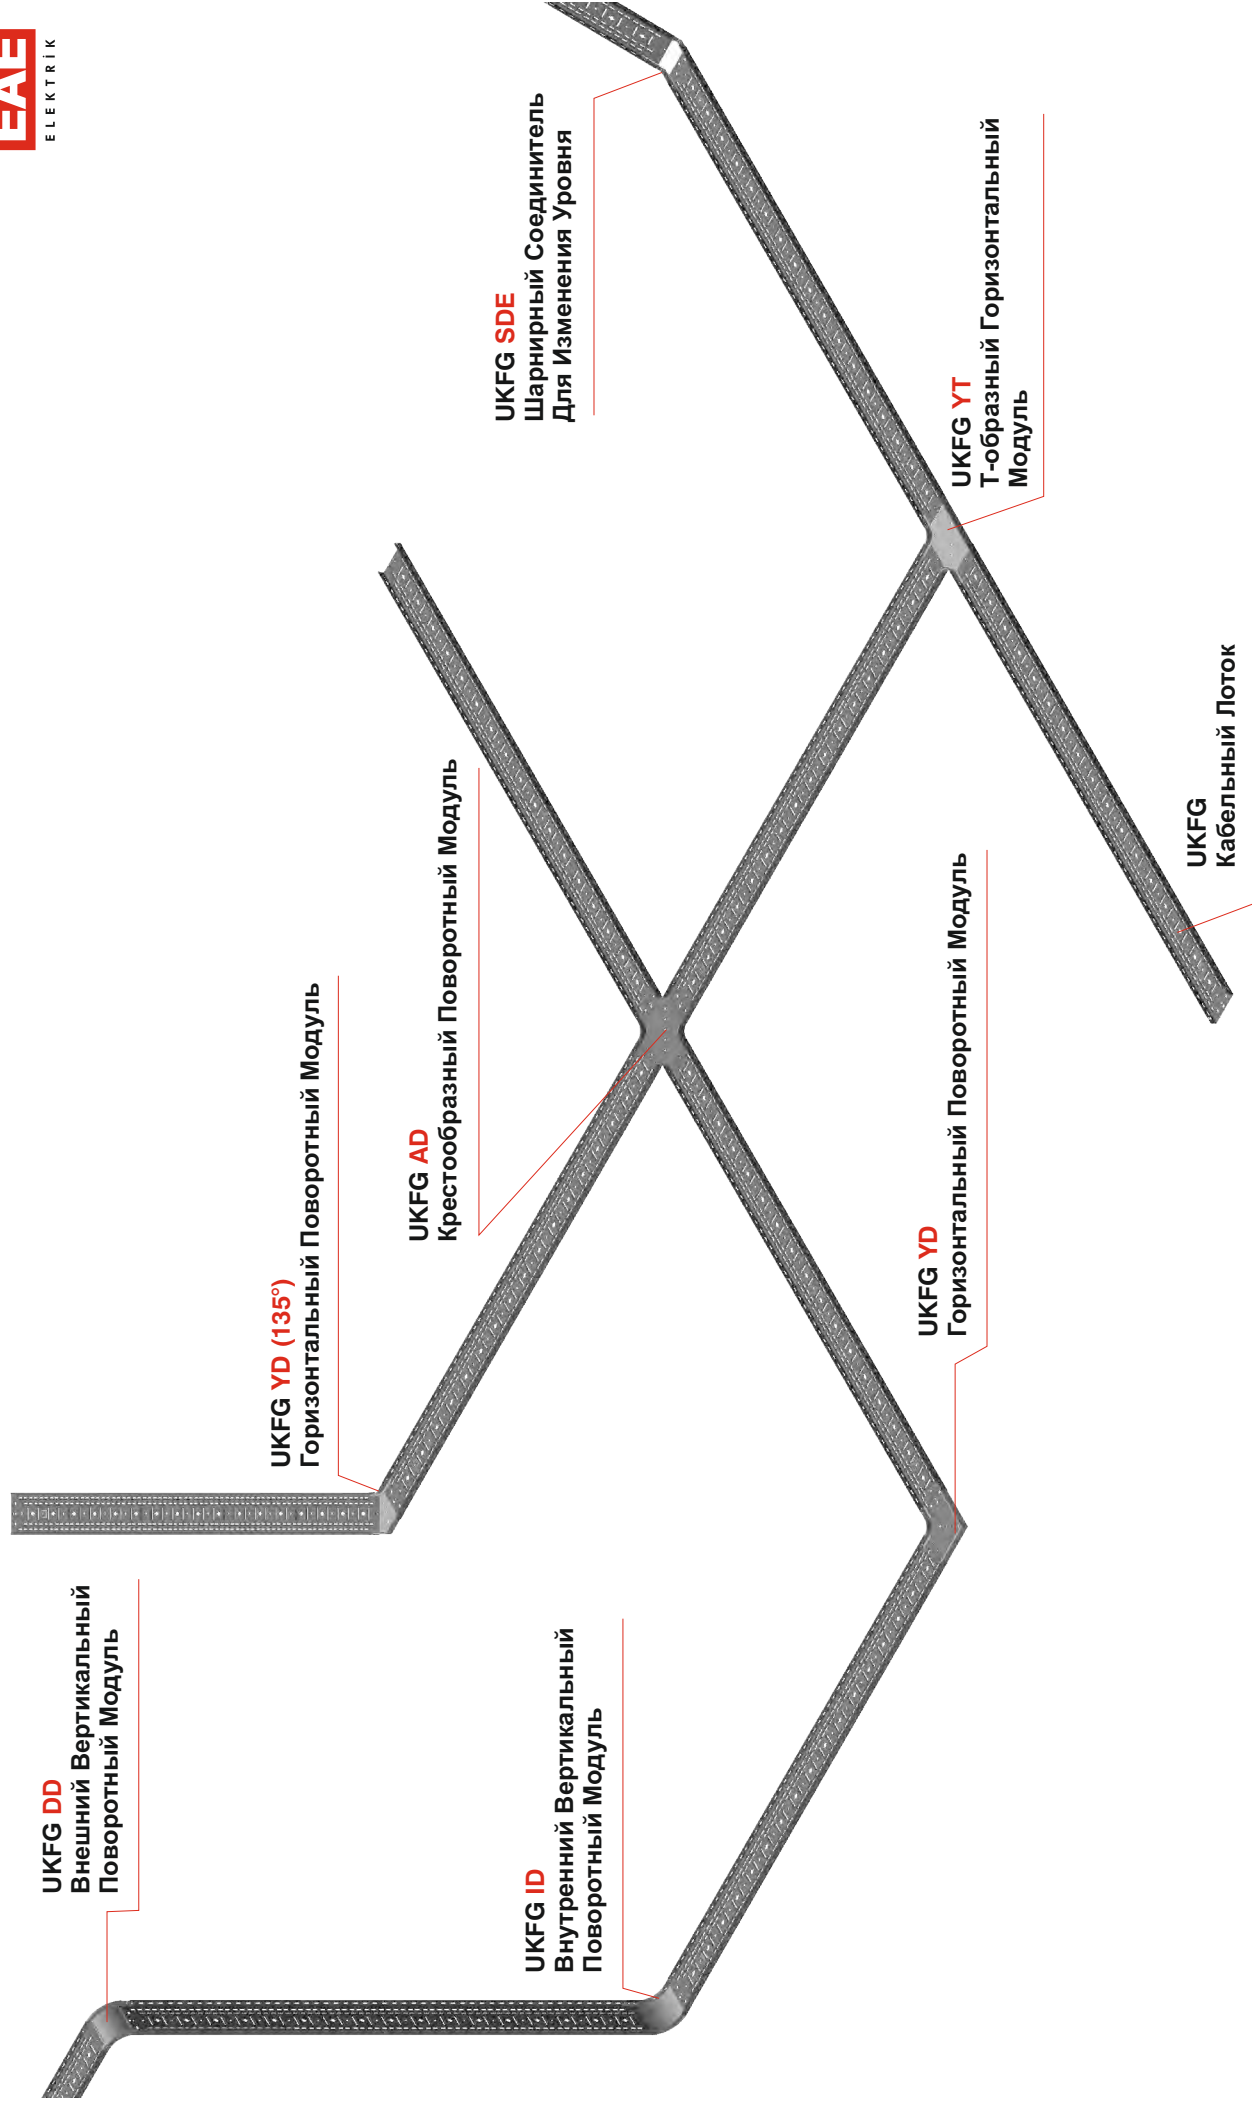 EAE
ELEKTRİK
UKFG DD
Внешний Вертикальный
Поворотный Модуль
UKFG YD (135°)
Горизонтальный Поворотный Модуль
UKFG AD
Крестообразный Поворотный Модуль
UKFG SDE
Шарнирный Соединитель
Для Изменения Уровня
UKFG ID
Внутренний Вертикальный
Поворотный Модуль
UKFG YD
Горизонтальный Поворотный Модуль
UKFG YT
Т-образный Горизонтальный
Модуль
UKFG
Кабельный Лоток